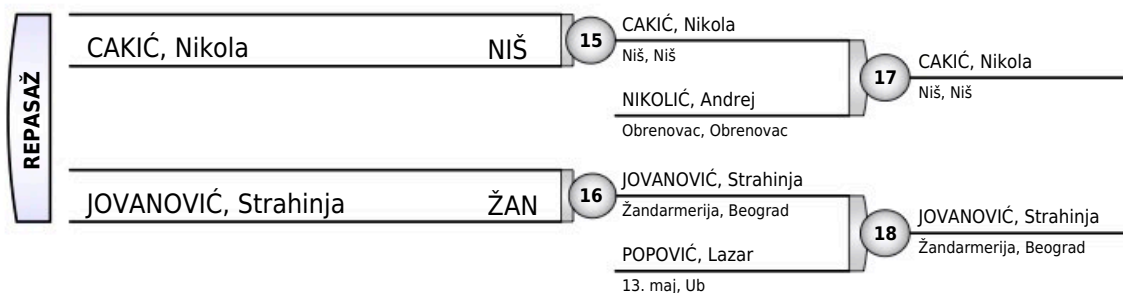 REPASAŽ
CAKIĆ, Nikola NIŠ
15
CAKIĆ, Nikola
Niš, Niš
NIKOLIĆ, Andrej
Obrenovac, Obrenovac
17
CAKIĆ, Nikola
Niš, Niš
JOVANOVIĆ, Strahinja ŽAN
16
JOVANOVIĆ, Strahinja
Žandarmerija, Beograd
POPOVIĆ, Lazar
13. maj, Ub
18
JOVANOVIĆ, Strahinja
Žandarmerija, Beograd